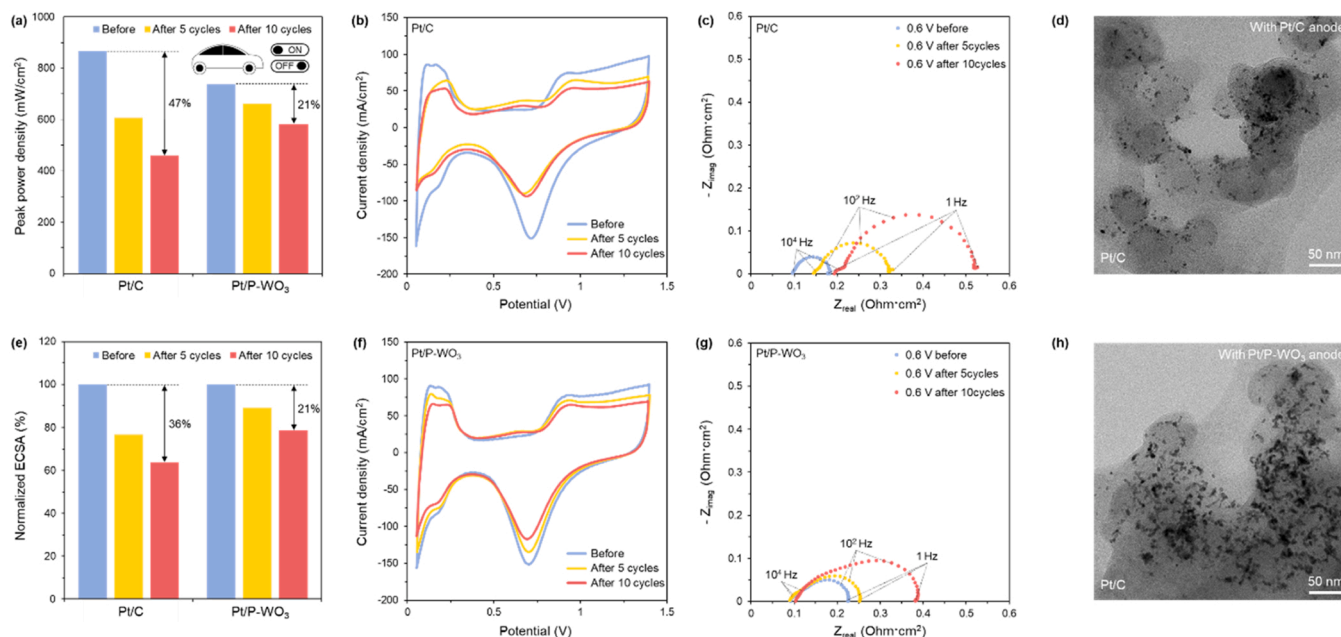 (a)
1000
800
600
400
200
0
Peak power density (mW/cm²)
Before
After 5 cycles
After 10 cycles
ON
OFF
47%
21%
Pt/C
Pt/P-WO₃
(b)
Pt/C
100
50
0
-50
-100
-150
-200
Current density (mA/cm²)
Before
After 5 cycles
After 10 cycles
0
0.5
1
1.5
Potential (V)
(c)
Pt/C
0.6
0.5
0.4
0.3
0.2
0.1
0
- Zimag (Ohm·cm²)
0.6 V before
0.6 V after 5cycles
0.6 V after 10cycles
10⁴ Hz
10² Hz
1 Hz
0
0.1
0.2
0.3
0.4
0.5
0.6
Zreal (Ohm·cm²)
(d)
With Pt/C anode
Pt/C
50 nm
(e)
120
100
80
60
40
20
0
Normalized ECSA (%)
Before
After 5 cycles
After 10 cycles
36%
21%
Pt/C
Pt/P-WO₃
(f)
Pt/P-WO₃
150
100
50
0
-50
-100
-150
-200
Current density (mA/cm²)
Before
After 5 cycles
After 10 cycles
0
0.5
1
1.5
Potential (V)
(g)
Pt/P-WO₃
0.6
0.5
0.4
0.3
0.2
0.1
0
- Zimag (Ohm·cm²)
0.6 V before
0.6 V after 5cycles
0.6 V after 10cycles
10⁴ Hz
10² Hz
1 Hz
0
0.1
0.2
0.3
0.4
0.5
0.6
Zreal (Ohm·cm²)
(h)
With Pt/P-WO₃ anode
Pt/C
50 nm